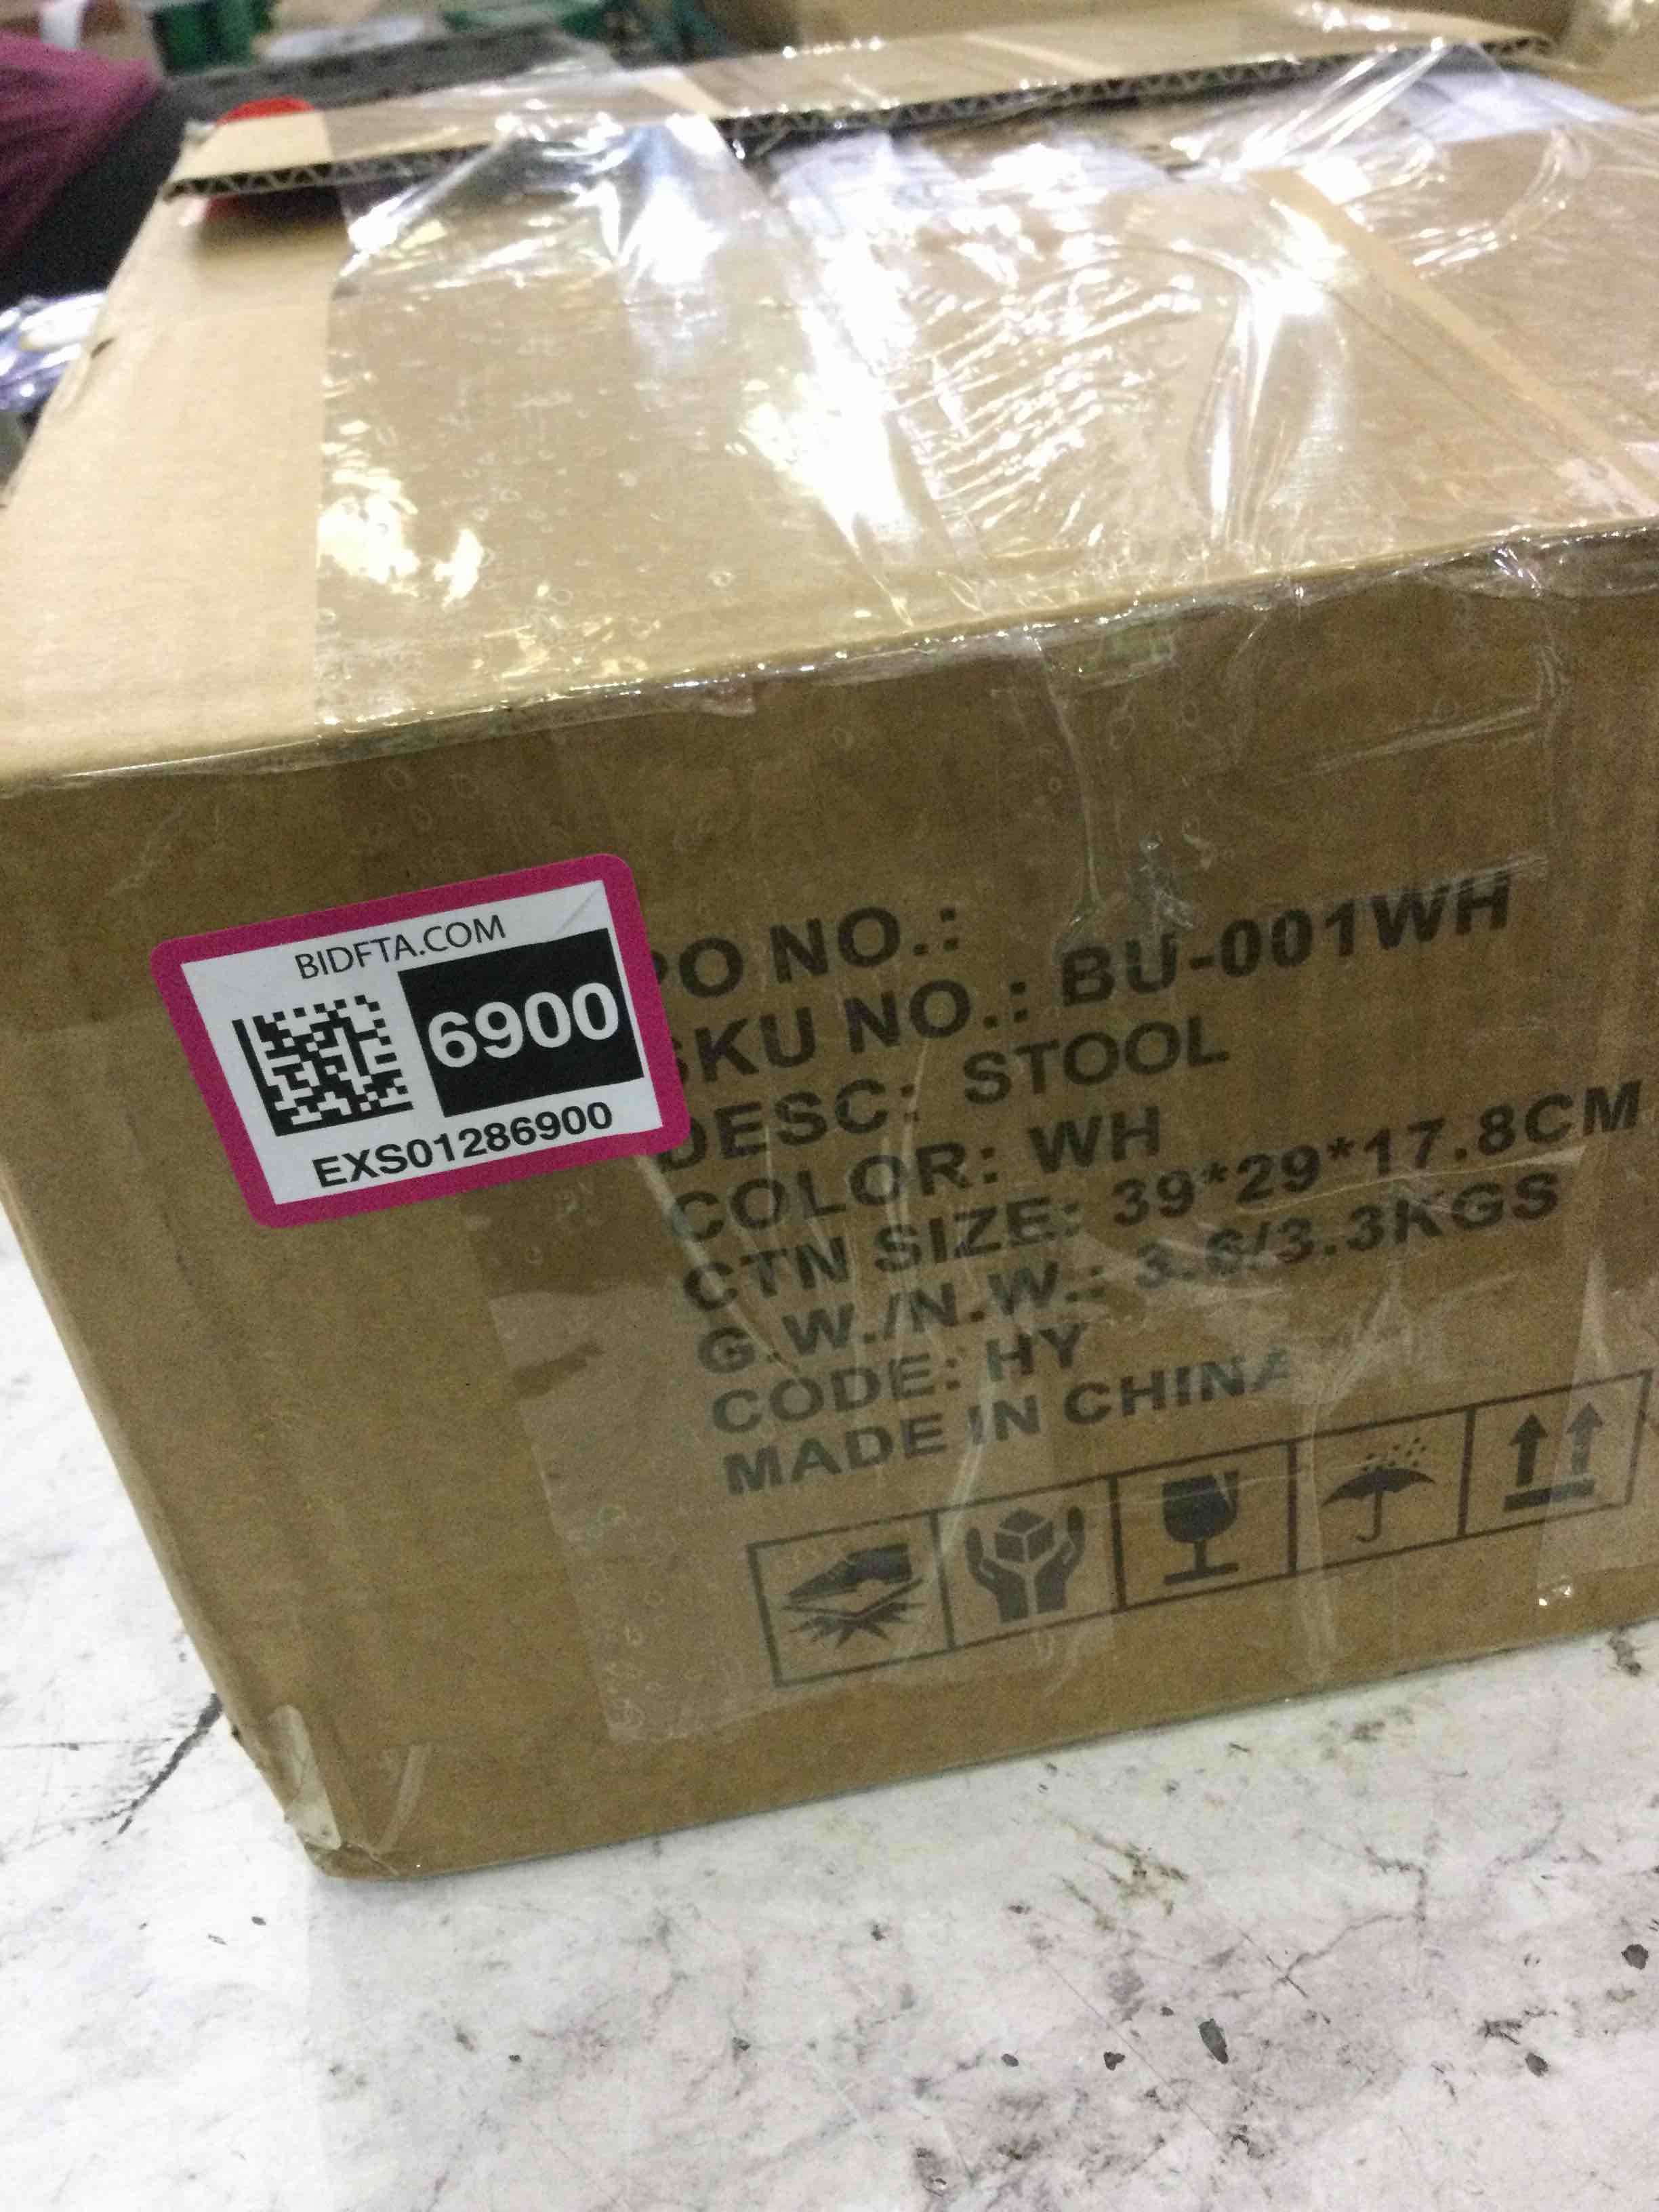 BIDFTA.COM
6900
EXS01286900
PO NO.:
SKU NO.: BU-001WH
DESC: STOOL
COLOR: WH
CTN SIZE: 39*29*17.8CM
G.W./N.W.: 3.6/3.3KGS
CODE: HY
MADE IN CHINA